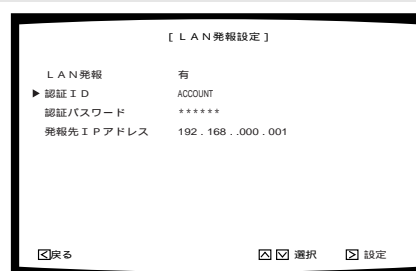 [ LAN発報設定 ]
LAN発報 有
▶ 認証ID ACCOUNT
認証パスワード ******
発報先IPアドレス 192.168..000.001
<戻る ∧ ∨ 選択 > 設定